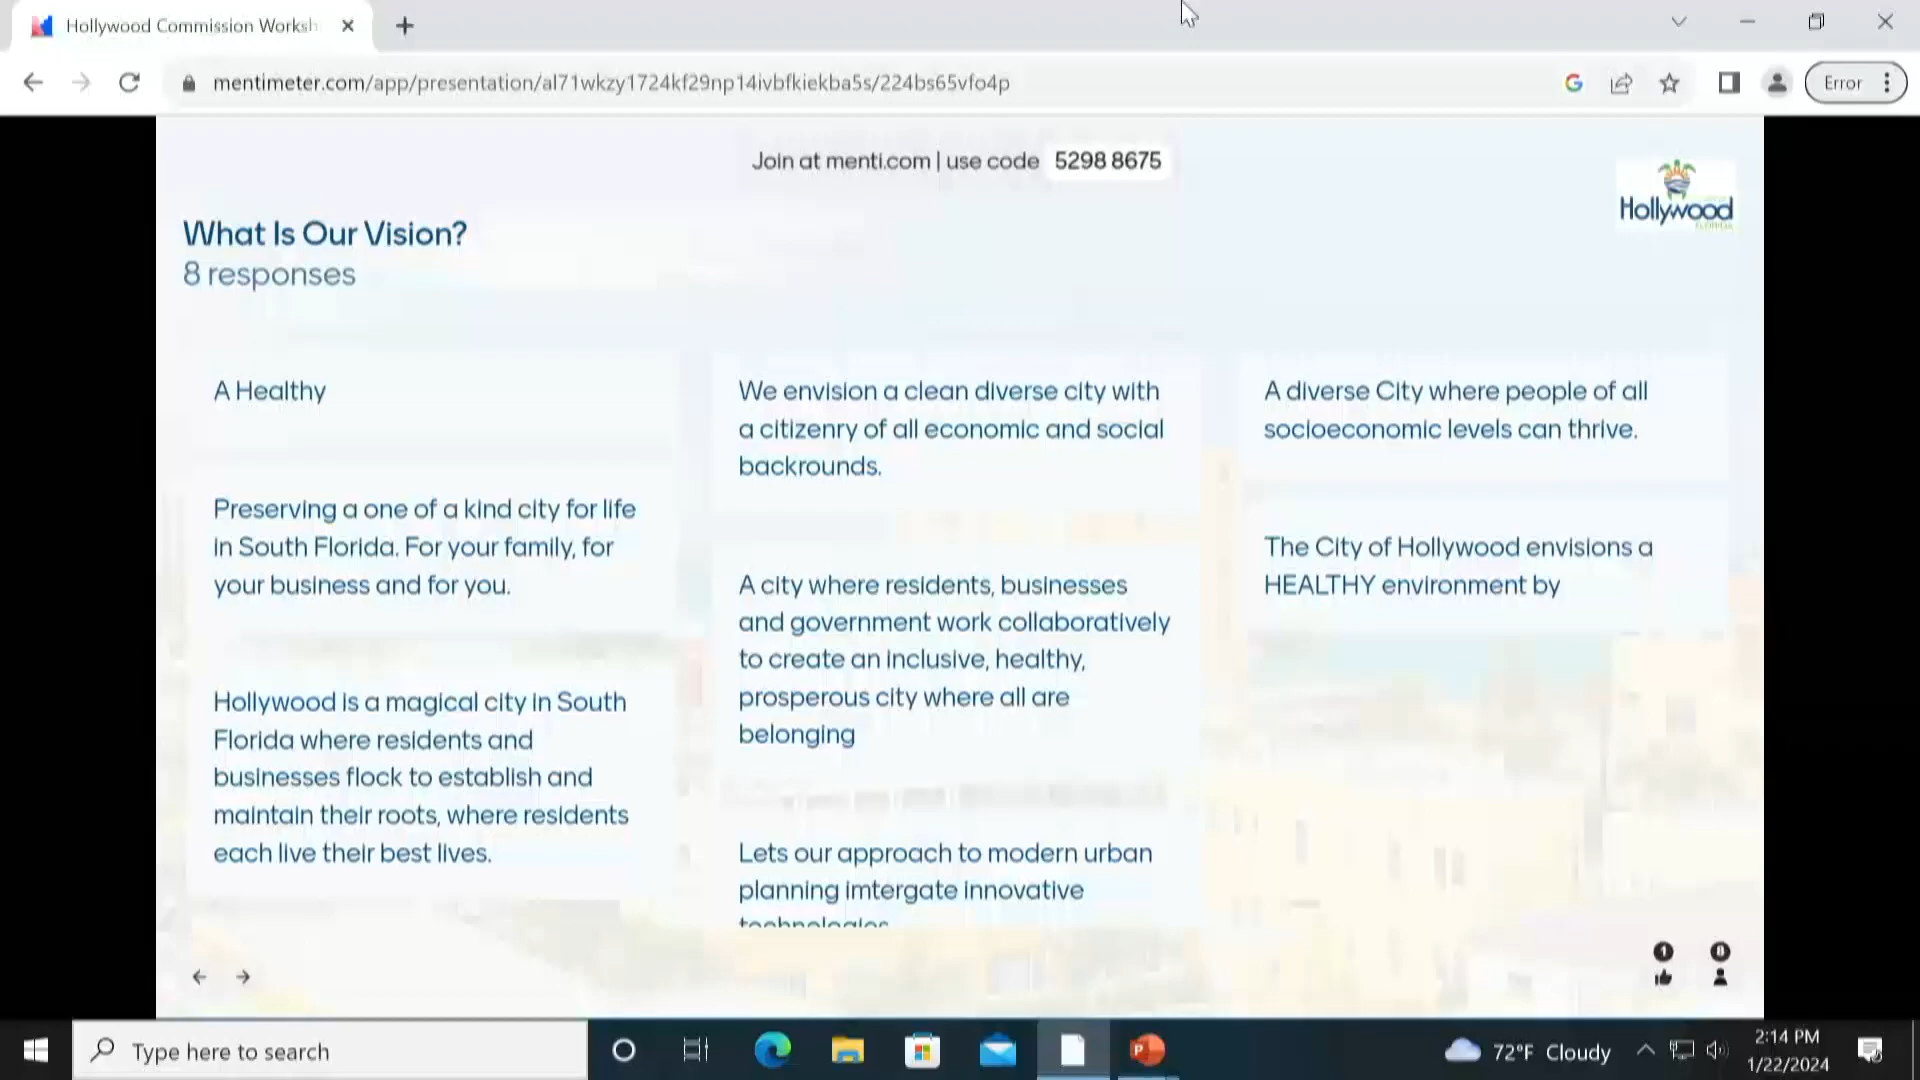 Hollywood Commission Worksh
mentimeter.com/app/presentation/al71wkzy1724kf29np14ivbfkiekba5s/224bs65vfo4p
Error
Join at menti.com | use code 5298 8675
Hollywood
FLORIDA
What Is Our Vision?
8 responses
A Healthy
Preserving a one of a kind city for life
in South Florida. For your family, for
your business and for you.
Hollywood is a magical city in South
Florida where residents and
businesses flock to establish and
maintain their roots, where residents
each live their best lives.
We envision a clean diverse city with
a citizenry of all economic and social
backrounds.
A city where residents, businesses
and government work collaboratively
to create an inclusive, healthy,
prosperous city where all are
belonging
Lets our approach to modern urban
planning imtergate innovative
technologies
A diverse City where people of all
socioeconomic levels can thrive.
The City of Hollywood envisions a
HEALTHY environment by
1
8
Type here to search
72°F Cloudy
2:14 PM
1/22/2024